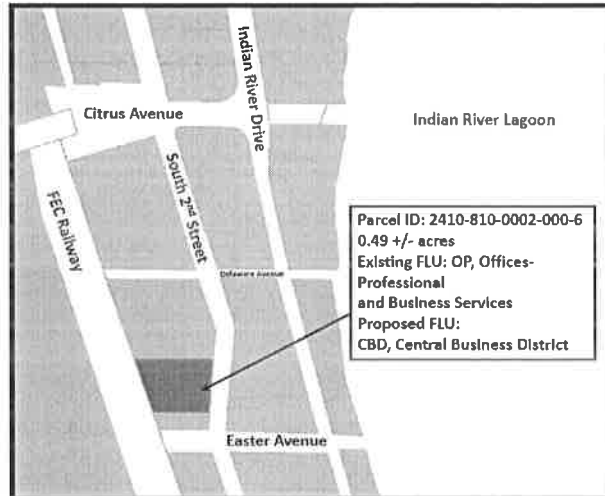 Citrus Avenue
Indian River Drive
Indian River Lagoon
South 2nd Street
FEC Railway
Parcel ID: 2410-810-0002-000-6
0.49 +/- acres
Existing FLU: OP, Offices-
Professional
and Business Services
Proposed FLU:
CBD, Central Business District
Delaware Avenue
Easter Avenue